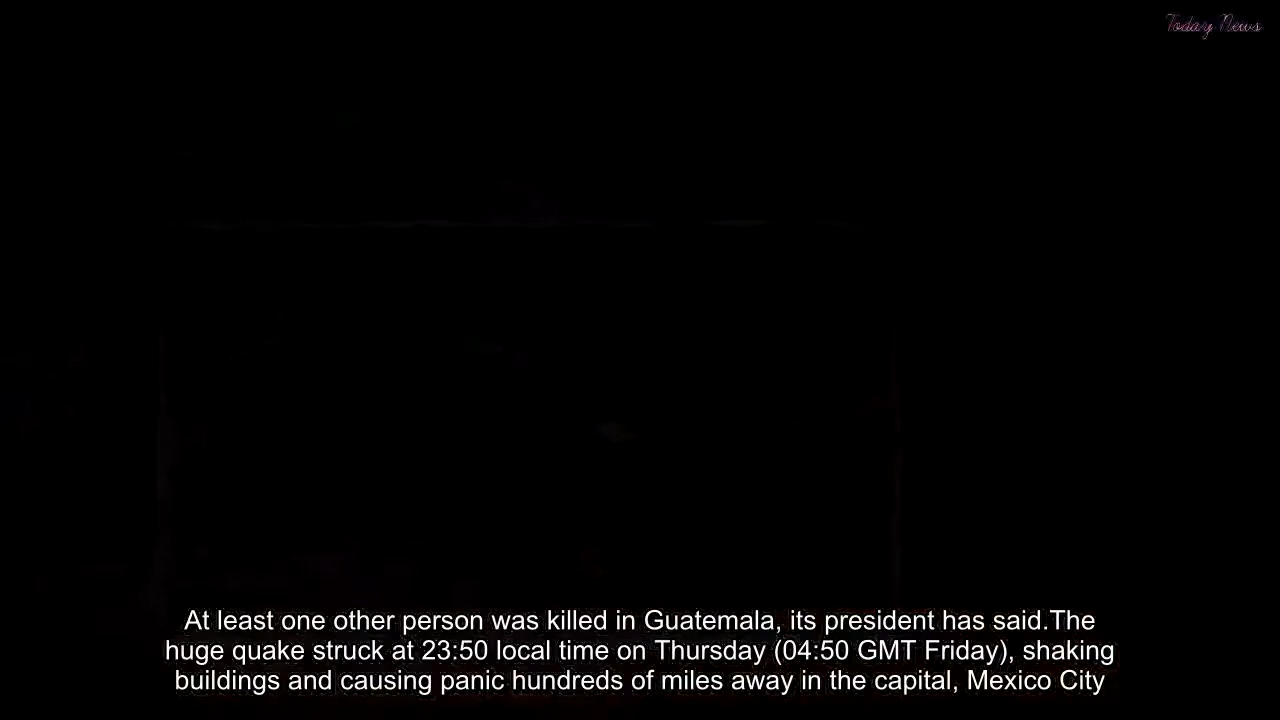 Today News
At least one other person was killed in Guatemala, its president has said.The
huge quake struck at 23:50 local time on Thursday (04:50 GMT Friday), shaking
buildings and causing panic hundreds of miles away in the capital, Mexico City